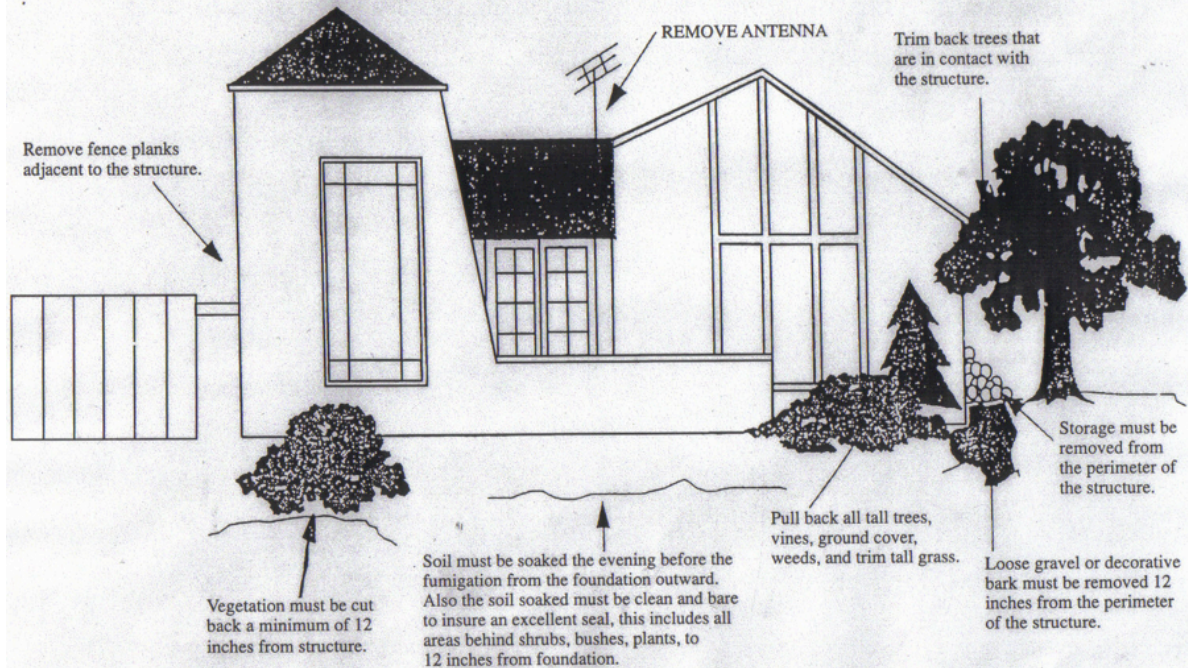 REMOVE ANTENNA
Trim back trees that
are in contact with
the structure.
Remove fence planks
adjacent to the structure.
Storage must be
removed from
the perimeter of
the structure.
Pull back all tall trees,
vines, ground cover,
weeds, and trim tall grass.
Loose gravel or decorative
bark must be removed 12
inches from the perimeter
of the structure.
Soil must be soaked the evening before the
fumigation from the foundation outward.
Also the soil soaked must be clean and bare
to insure an excellent seal, this includes all
areas behind shrubs, bushes, plants, to
12 inches from foundation.
Vegetation must be cut
back a minimum of 12
inches from structure.